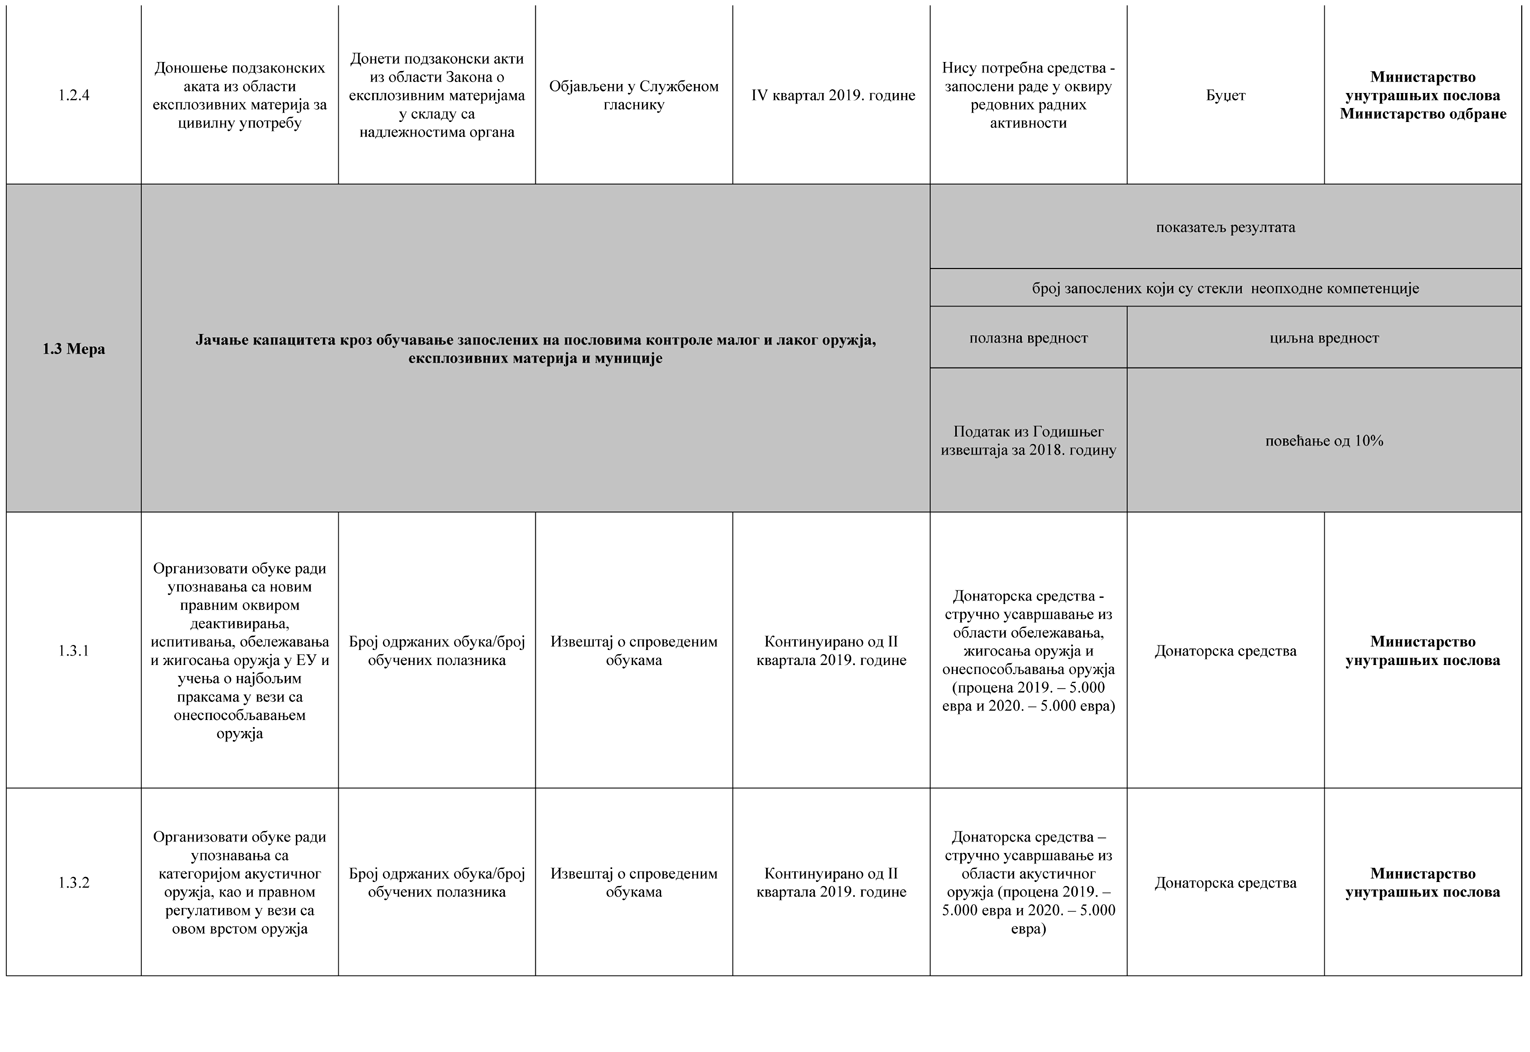 1.2.4
Доношење подзаконских
аката из области
експлозивних материја за
цивилну употребу
Донети подзаконски акти
из области Закона о
експлозивним материјама
у складу са
надлежностима органа
Објављени у Службеном
гласнику
IV квартал 2019. године
Нису потребна средства -
запослени раде у оквиру
редовних радних
активности
Буџет
Министарство
унутрашњих послова
Министарство одбране
1.3 Мера
Јачање капацитета кроз обучавање запослених на пословима контроле малог и лаког оружја,
експлозивних материја и муниције
показатељ резултата
број запослених који су стекли  неопходне компетенције
полазна вредност
циљна вредност
Податак из Годишњег
извештаја за 2018. годину
повећање од 10%
1.3.1
Организовати обуке ради
упознавања са новим
правним оквиром
деактивирања,
испитивања, обележавања
и жигосања оружја у ЕУ и
учења о најбољим
праксама у вези са
онеспособљавањем
оружја
Број одржаних обука/број
обучених полазника
Извештај о спроведеним
обукама
Континуирано од II
квартала 2019. године
Донаторска средства -
стручно усавршавање из
области обележавања,
жигосања оружја и
онеспособљавања оружја
(процена 2019. – 5.000
евра и 2020. – 5.000 евра)
Донаторска средства
Министарство
унутрашњих послова
1.3.2
Организовати обуке ради
упознавања са
категоријом акустичног
оружја, као и правном
регулативом у вези са
овом врстом оружја
Број одржаних обука/број
обучених полазника
Извештај о спроведеним
обукама
Континуирано од II
квартала 2019. године
Донаторска средства –
стручно усавршавање из
области акустичног
оружја (процена 2019. –
5.000 евра и 2020. – 5.000
евра)
Донаторска средства
Министарство
унутрашњих послова